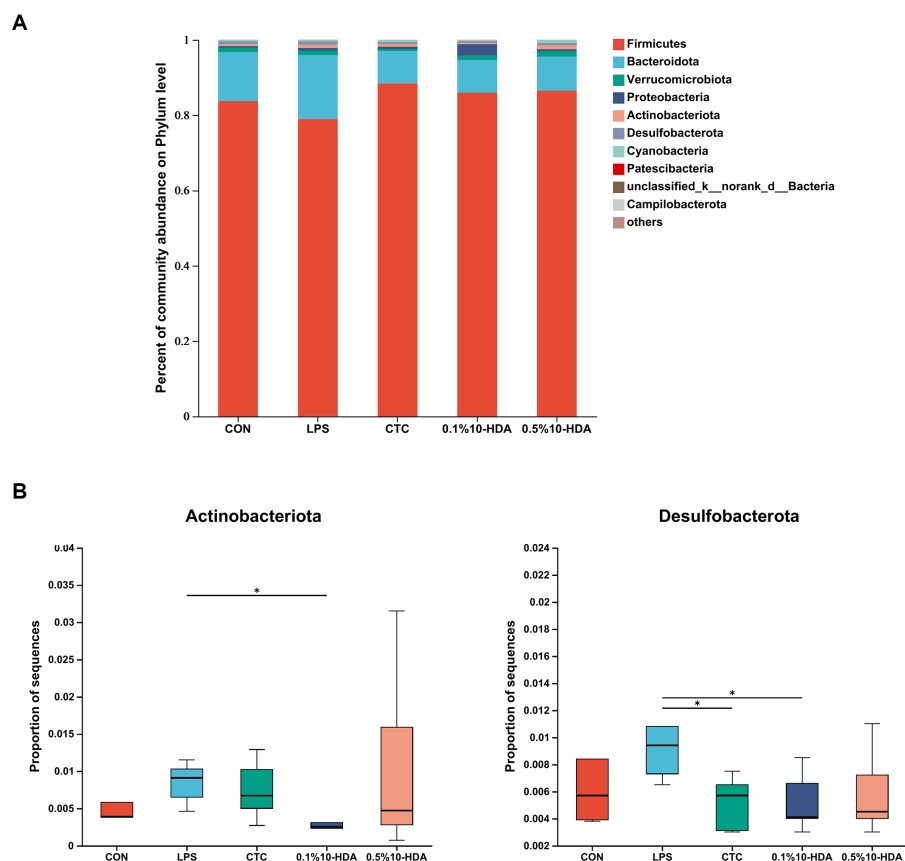 A
Percent of community abundance on Phylum level
1
0.8
0.6
0.4
0.2
0
CON
LPS
CTC
0.1%10-HDA
0.5%10-HDA
Firmicutes
Bacteroidota
Verrucomicrobiota
Proteobacteria
Actinobacteriota
Desulfobacterota
Cyanobacteria
Patescibacteria
unclassified_k__norank_d__Bacteria
Campilobacterota
others
B
Actinobacteriota
Proportion of sequences
0.04
0.035
0.03
0.025
0.02
0.015
0.01
0.005
0
*
CON
LPS
CTC
0.1%10-HDA
0.5%10-HDA
Desulfobacterota
Proportion of sequences
0.024
0.022
0.02
0.018
0.016
0.014
0.012
0.01
0.008
0.006
0.004
0.002
*
*
CON
LPS
CTC
0.1%10-HDA
0.5%10-HDA